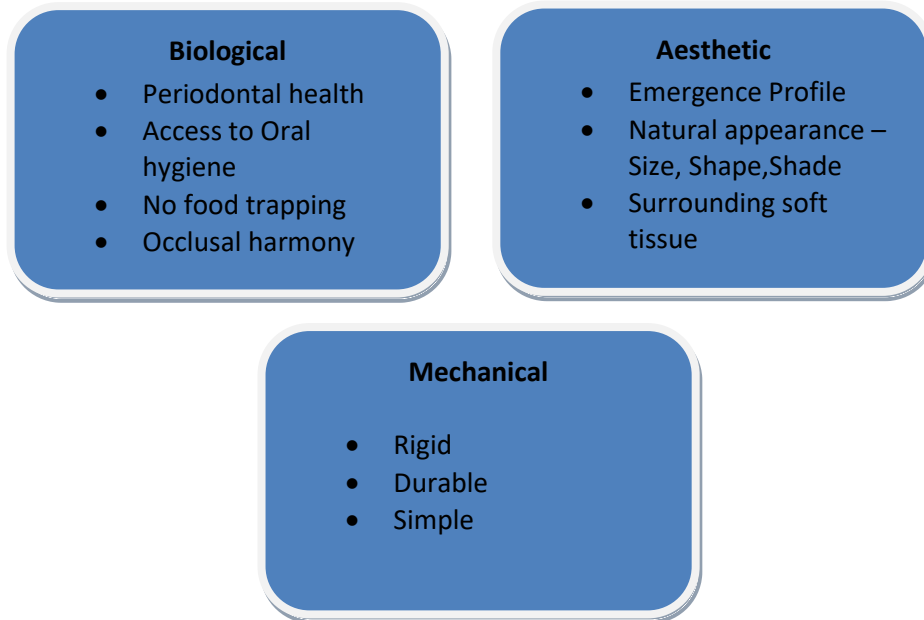 Biological
• Periodontal health
• Access to Oral
hygiene
• No food trapping
• Occlusal harmony
Aesthetic
• Emergence Profile
• Natural appearance –
Size, Shape,Shade
• Surrounding soft
tissue
Mechanical
• Rigid
• Durable
• Simple